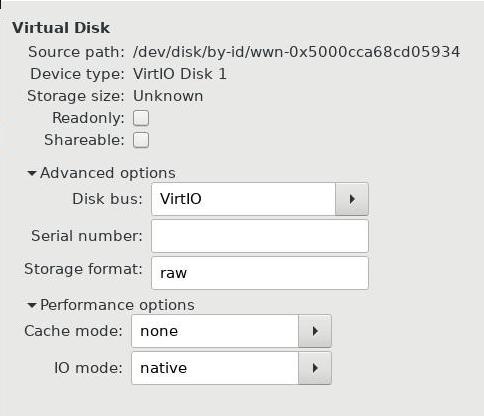 Virtual Disk
Source path: /dev/disk/by-id/wwn-0x5000cca68cd05934
Device type: VirtIO Disk 1
Storage size: Unknown
Readonly:
Shareable:
Advanced options
Disk bus: VirtIO
Serial number:
Storage format: raw
Performance options
Cache mode: none
IO mode: native